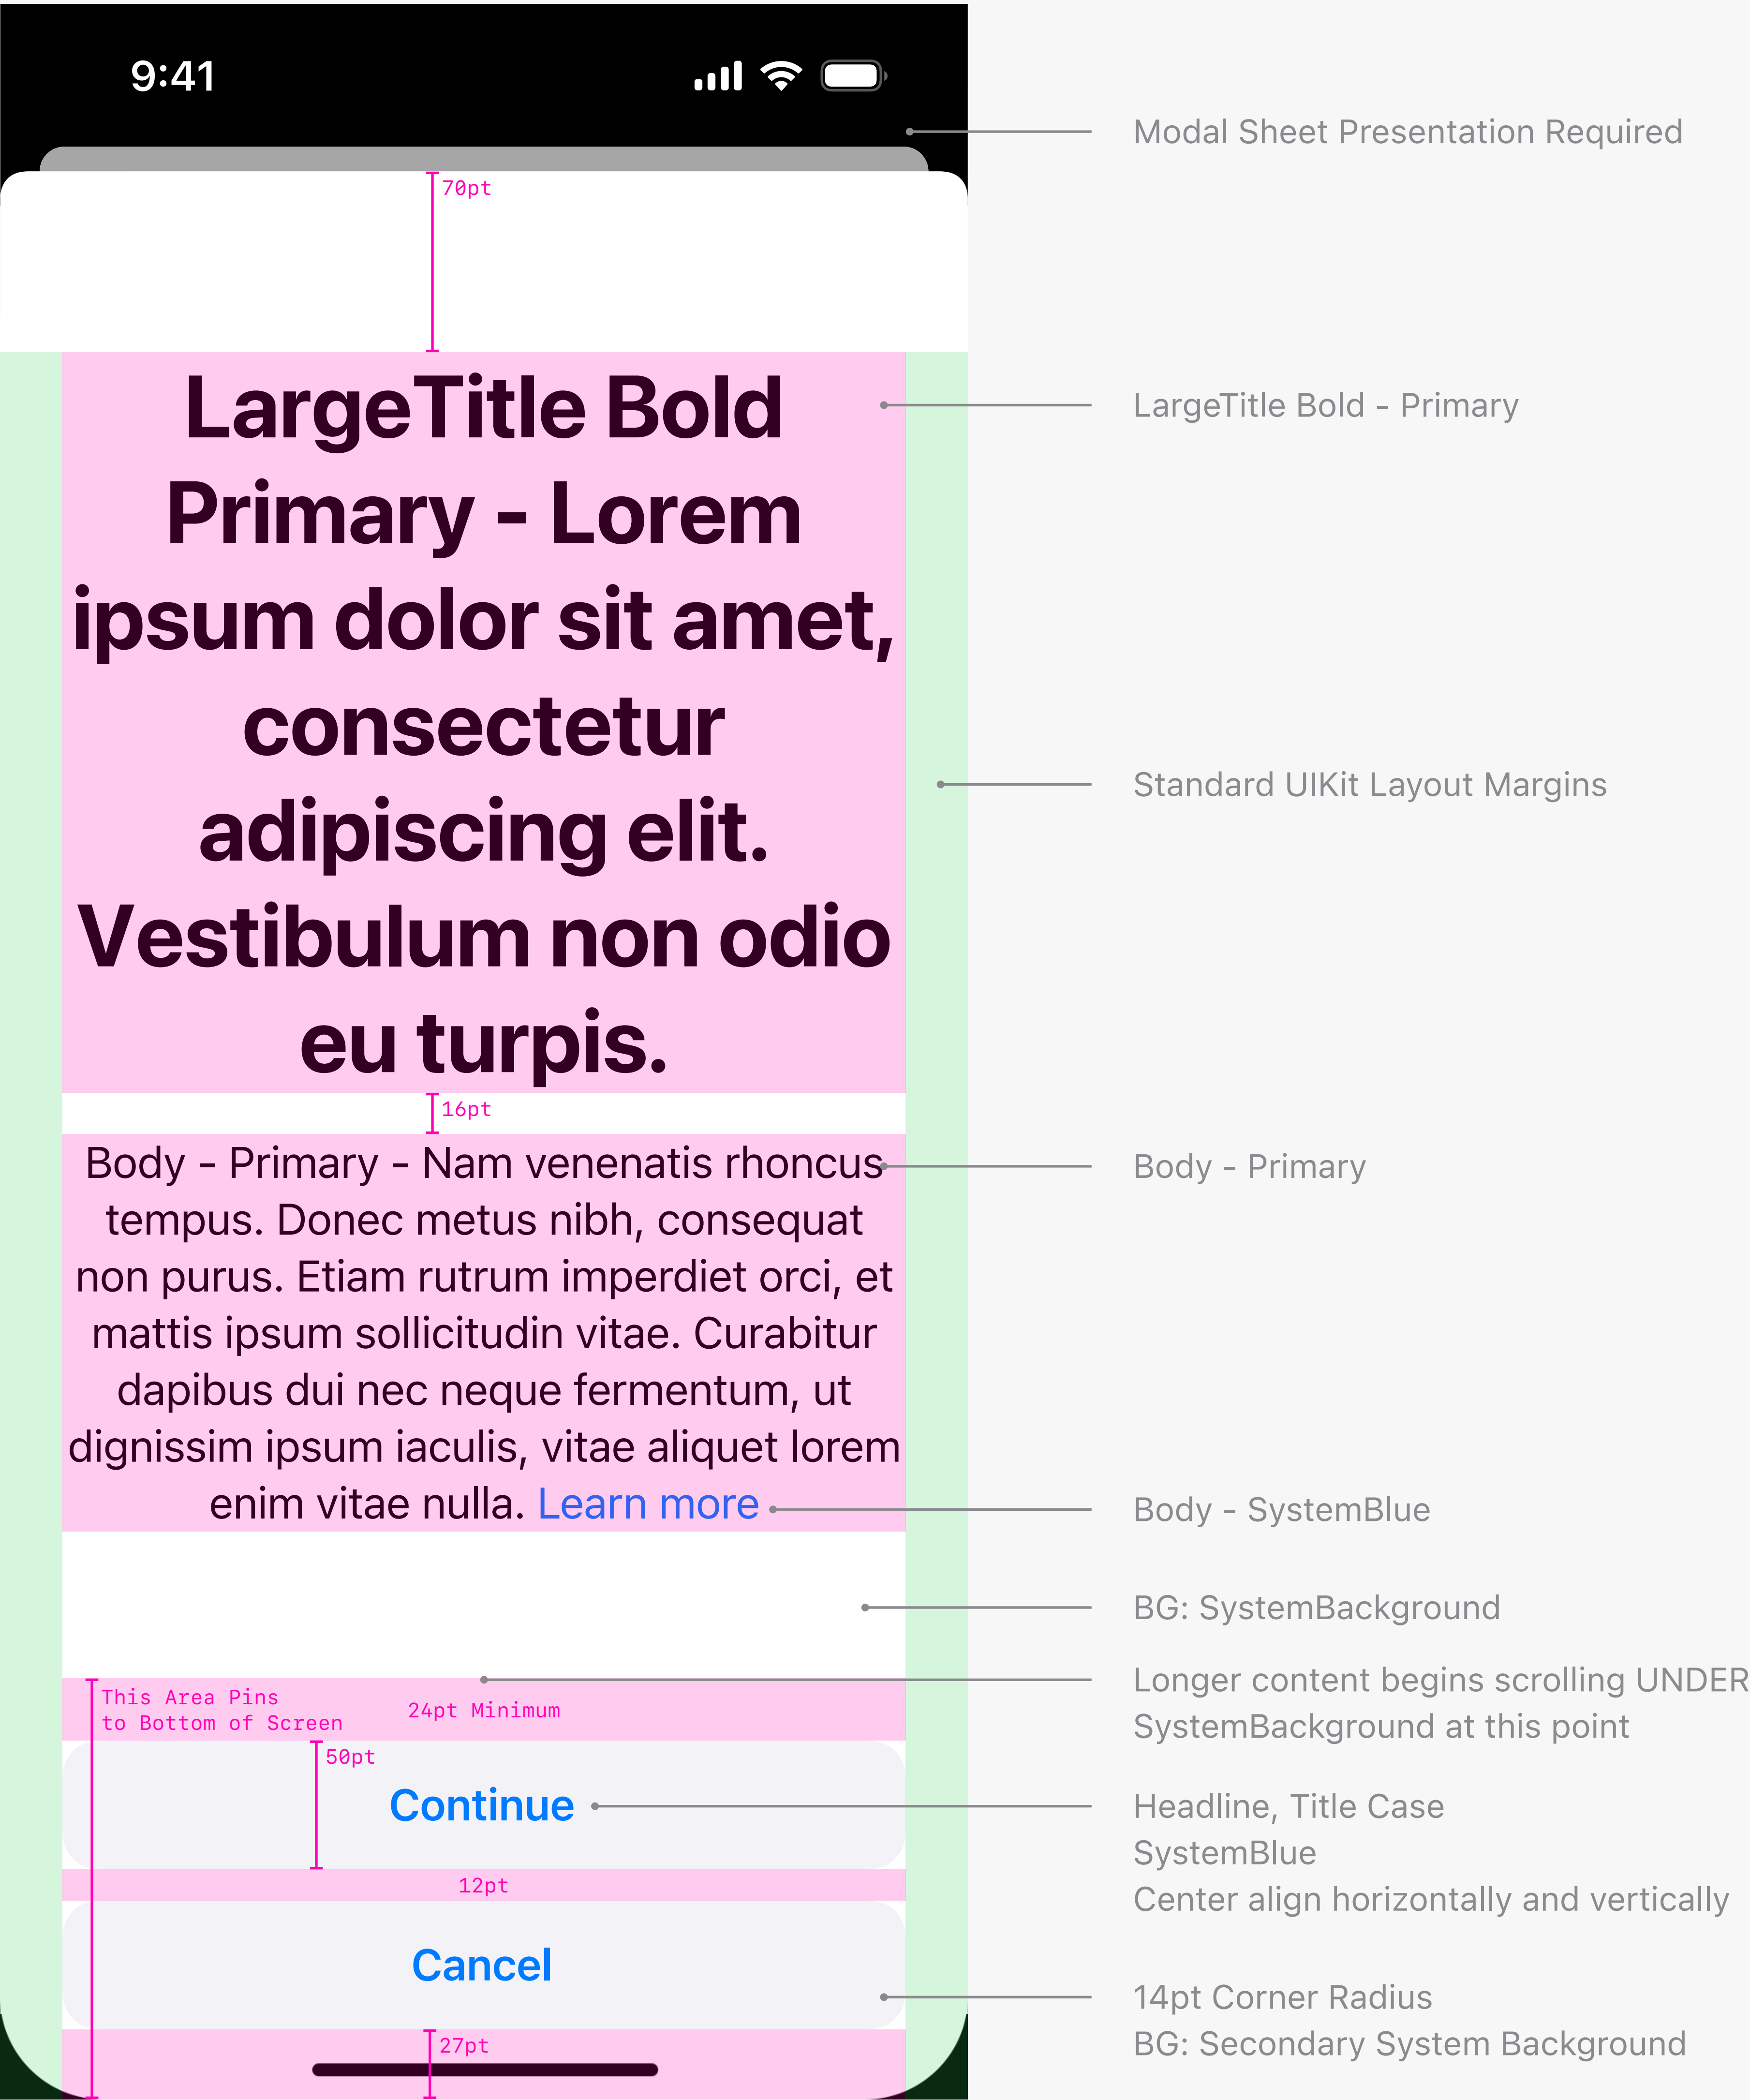 9:41
Modal Sheet Presentation Required
70pt
LargeTitle Bold
Primary - Lorem
ipsum dolor sit amet,
consectetur
adipiscing elit.
Vestibulum non odio
eu turpis.
LargeTitle Bold - Primary
Standard UIKit Layout Margins
16pt
Body - Primary - Nam venenatis rhoncus
tempus. Donec metus nibh, consequat
non purus. Etiam rutrum imperdiet orci, et
mattis ipsum sollicitudin vitae. Curabitur
dapibus dui nec neque fermentum, ut
dignissim ipsum iaculis, vitae aliquet lorem
enim vitae nulla. Learn more
Body - Primary
Body - SystemBlue
BG: SystemBackground
Longer content begins scrolling UNDER
SystemBackground at this point
This Area Pins
to Bottom of Screen
24pt Minimum
50pt
Continue
Headline, Title Case
SystemBlue
Center align horizontally and vertically
12pt
Cancel
14pt Corner Radius
BG: Secondary System Background
27pt